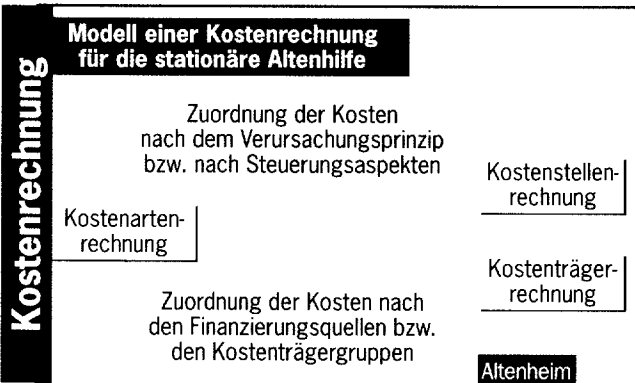 Kostenrechnung
Modell einer Kostenrechnung
für die stationäre Altenhilfe
Zuordnung der Kosten
nach dem Verursachungsprinzip
bzw. nach Steuerungsaspekten
Kostenstellen-
rechnung
Kostenarten-
rechnung
Kostenträger-
rechnung
Zuordnung der Kosten nach
den Finanzierungsquellen bzw.
den Kostenträgergruppen
Altenheim